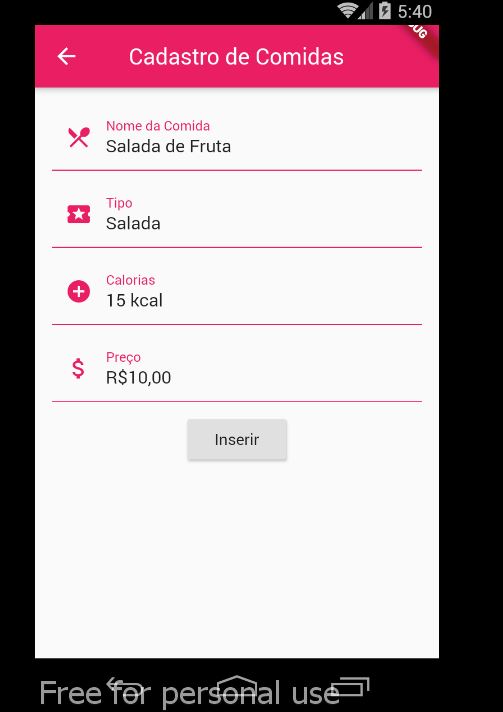 5:40
Cadastro de Comidas
Nome da Comida
Salada de Fruta
Tipo
Salada
Calorias
15 kcal
Preço
R$10,00
Inserir
Free for personal use